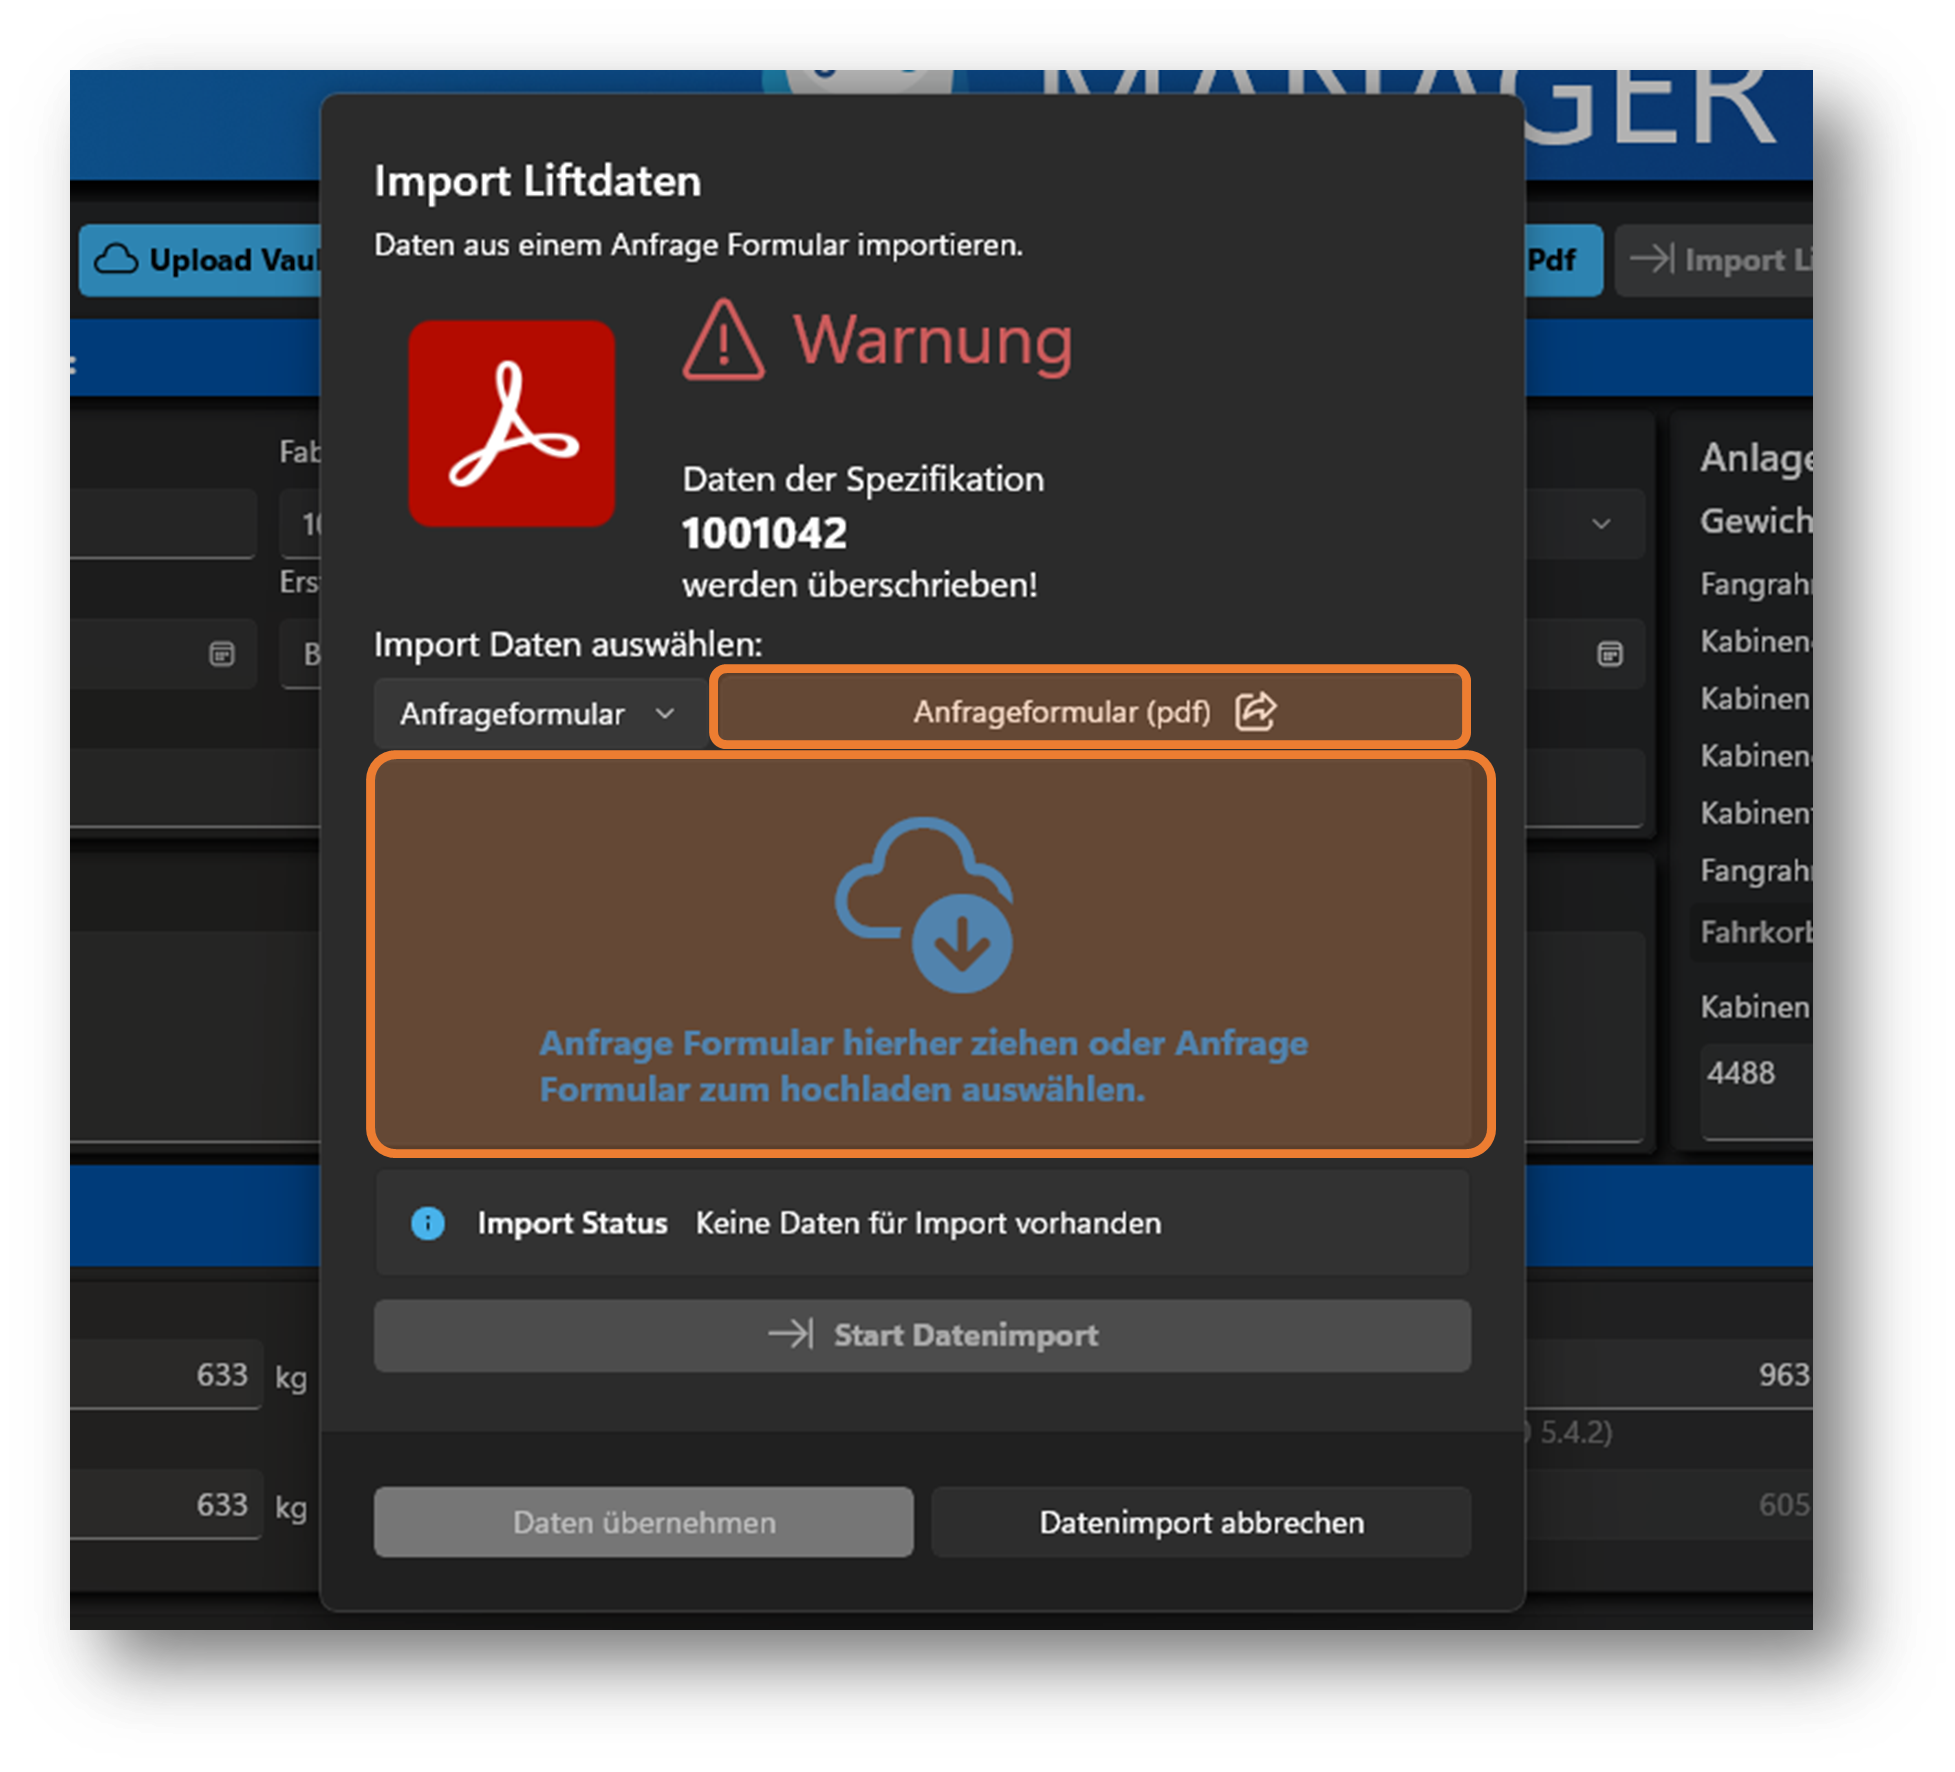 MANAGER
Import Liftdaten
Daten aus einem Anfrage Formular importieren.
Upload Vaul
Pdf
Import Li
Warnung
:
Fab
Anlage
Daten der Spezifikation
1001042
werden überschrieben!
10
Gewich
Ers
Fangrah
Import Daten auswählen:
B
Kabinen
Anfrageformular
Anfrageformular (pdf)
Kabinen
Kabinen
Kabinen
Fangrah
Fahrkorb
Kabinen
4488
Anfrage Formular hierher ziehen oder Anfrage
Formular zum hochladen auswählen.
Import Status Keine Daten für Import vorhanden
Start Datenimport
633 kg
963
5.4.2)
633 kg
605
Daten übernehmen
Datenimport abbrechen